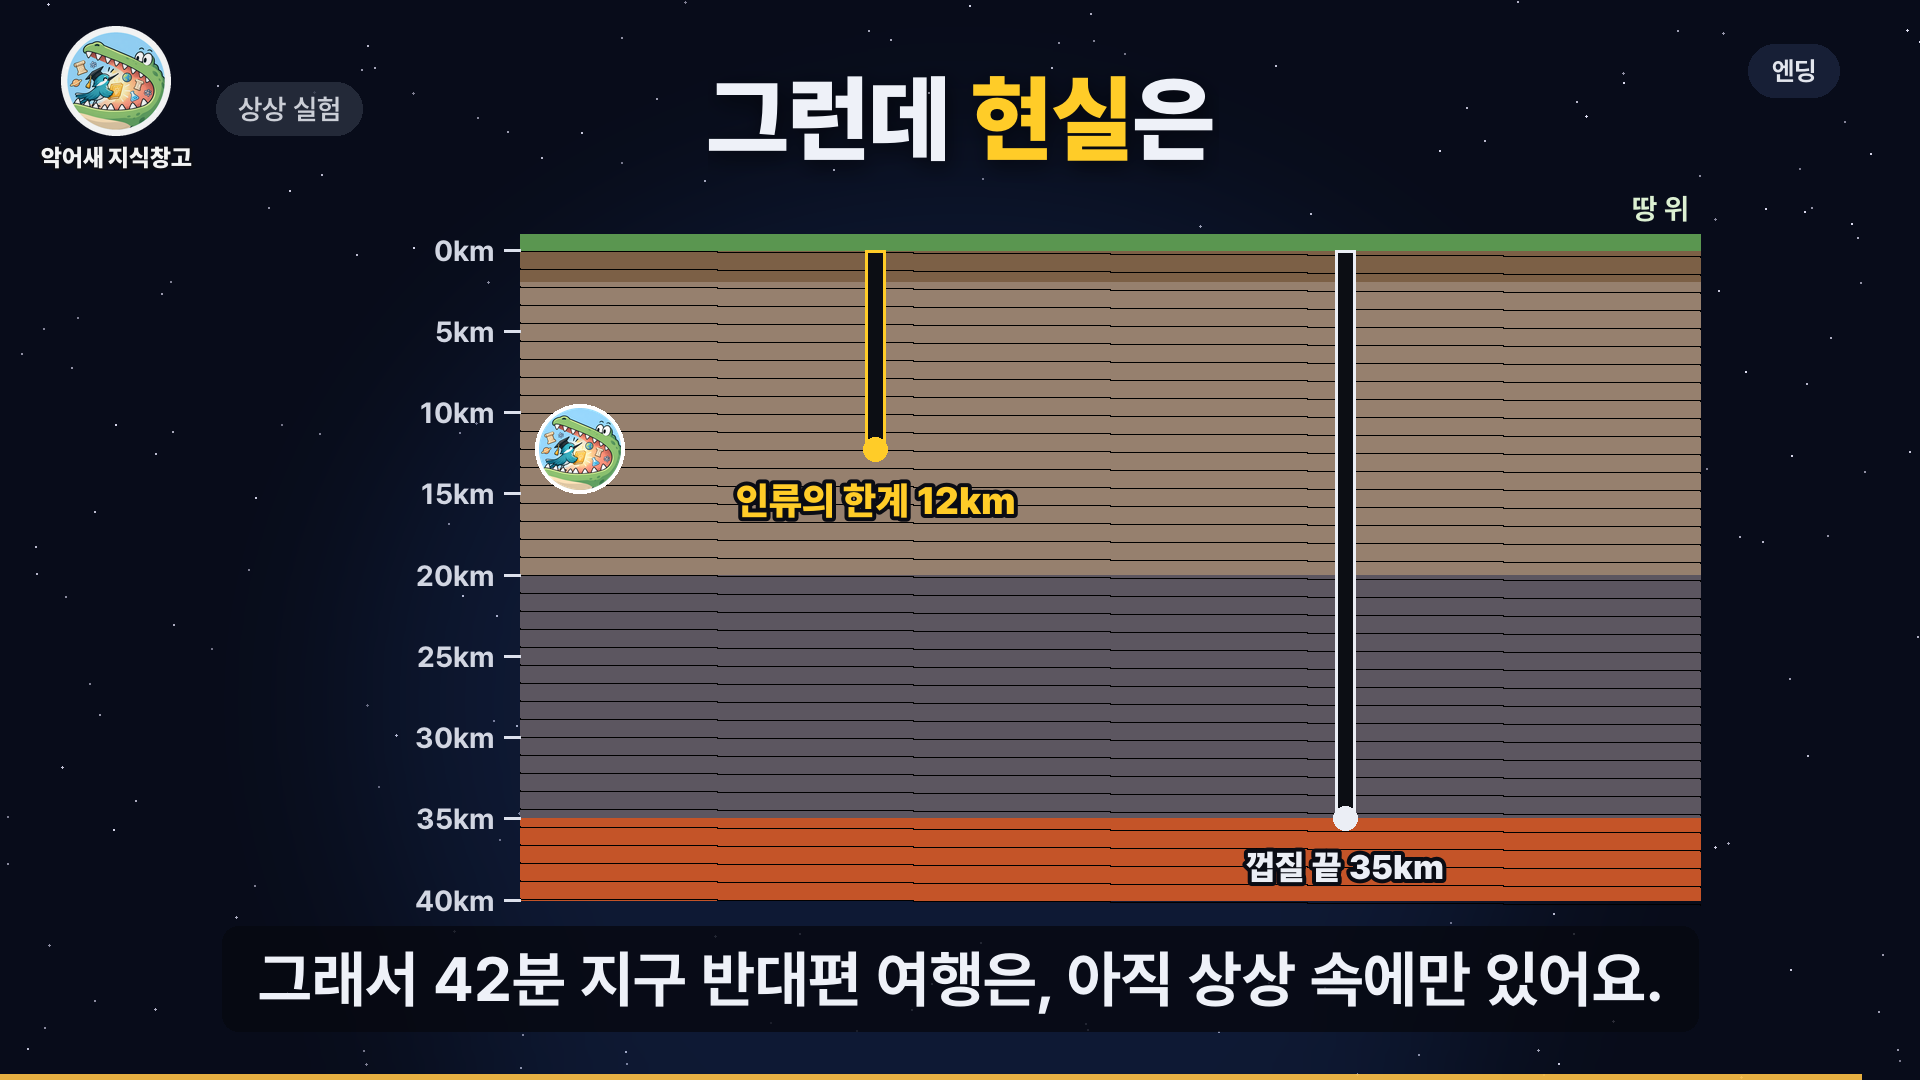 악어새 지식창고
상상 실험
그런데 현실은
엔딩
땅 위
0km
5km
10km
15km
20km
25km
30km
35km
40km
인류의 한계 12km
껍질 끝 35km
그래서 42분 지구 반대편 여행은, 아직 상상 속에만 있어요.